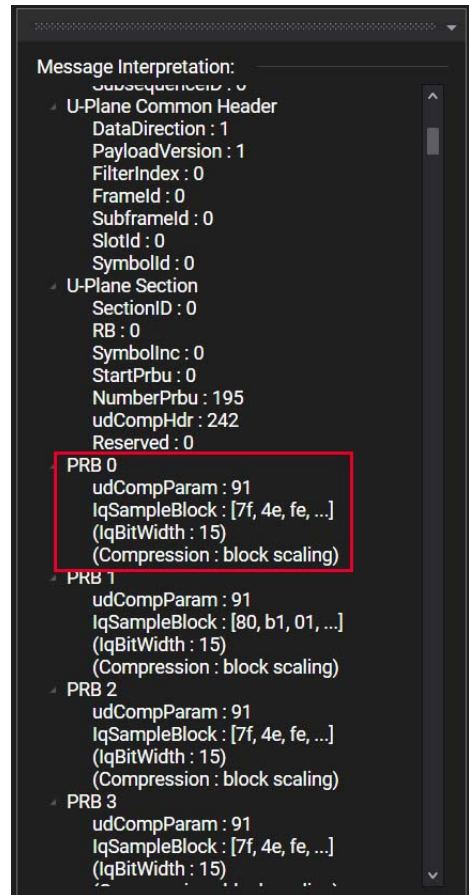 Message Interpretation:
SubsequenceID : 0
U-Plane Common Header
DataDirection : 1
PayloadVersion : 1
FilterIndex : 0
FrameId : 0
SubframeId : 0
SlotId : 0
SymbolId : 0
U-Plane Section
SectionID : 0
RB : 0
SymbolInc : 0
StartPrbu : 0
NumberPrbu : 195
udCompHdr : 242
Reserved : 0
PRB 0
udCompParam : 91
IqSampleBlock : [7f, 4e, fe, ...]
(IqBitWidth : 15)
(Compression : block scaling)
PRB 1
udCompParam : 91
IqSampleBlock : [80, b1, 01, ...]
(IqBitWidth : 15)
(Compression : block scaling)
PRB 2
udCompParam : 91
IqSampleBlock : [7f, 4e, fe, ...]
(IqBitWidth : 15)
(Compression : block scaling)
PRB 3
udCompParam : 91
IqSampleBlock : [7f, 4e, fe, ...]
(IqBitWidth : 15)